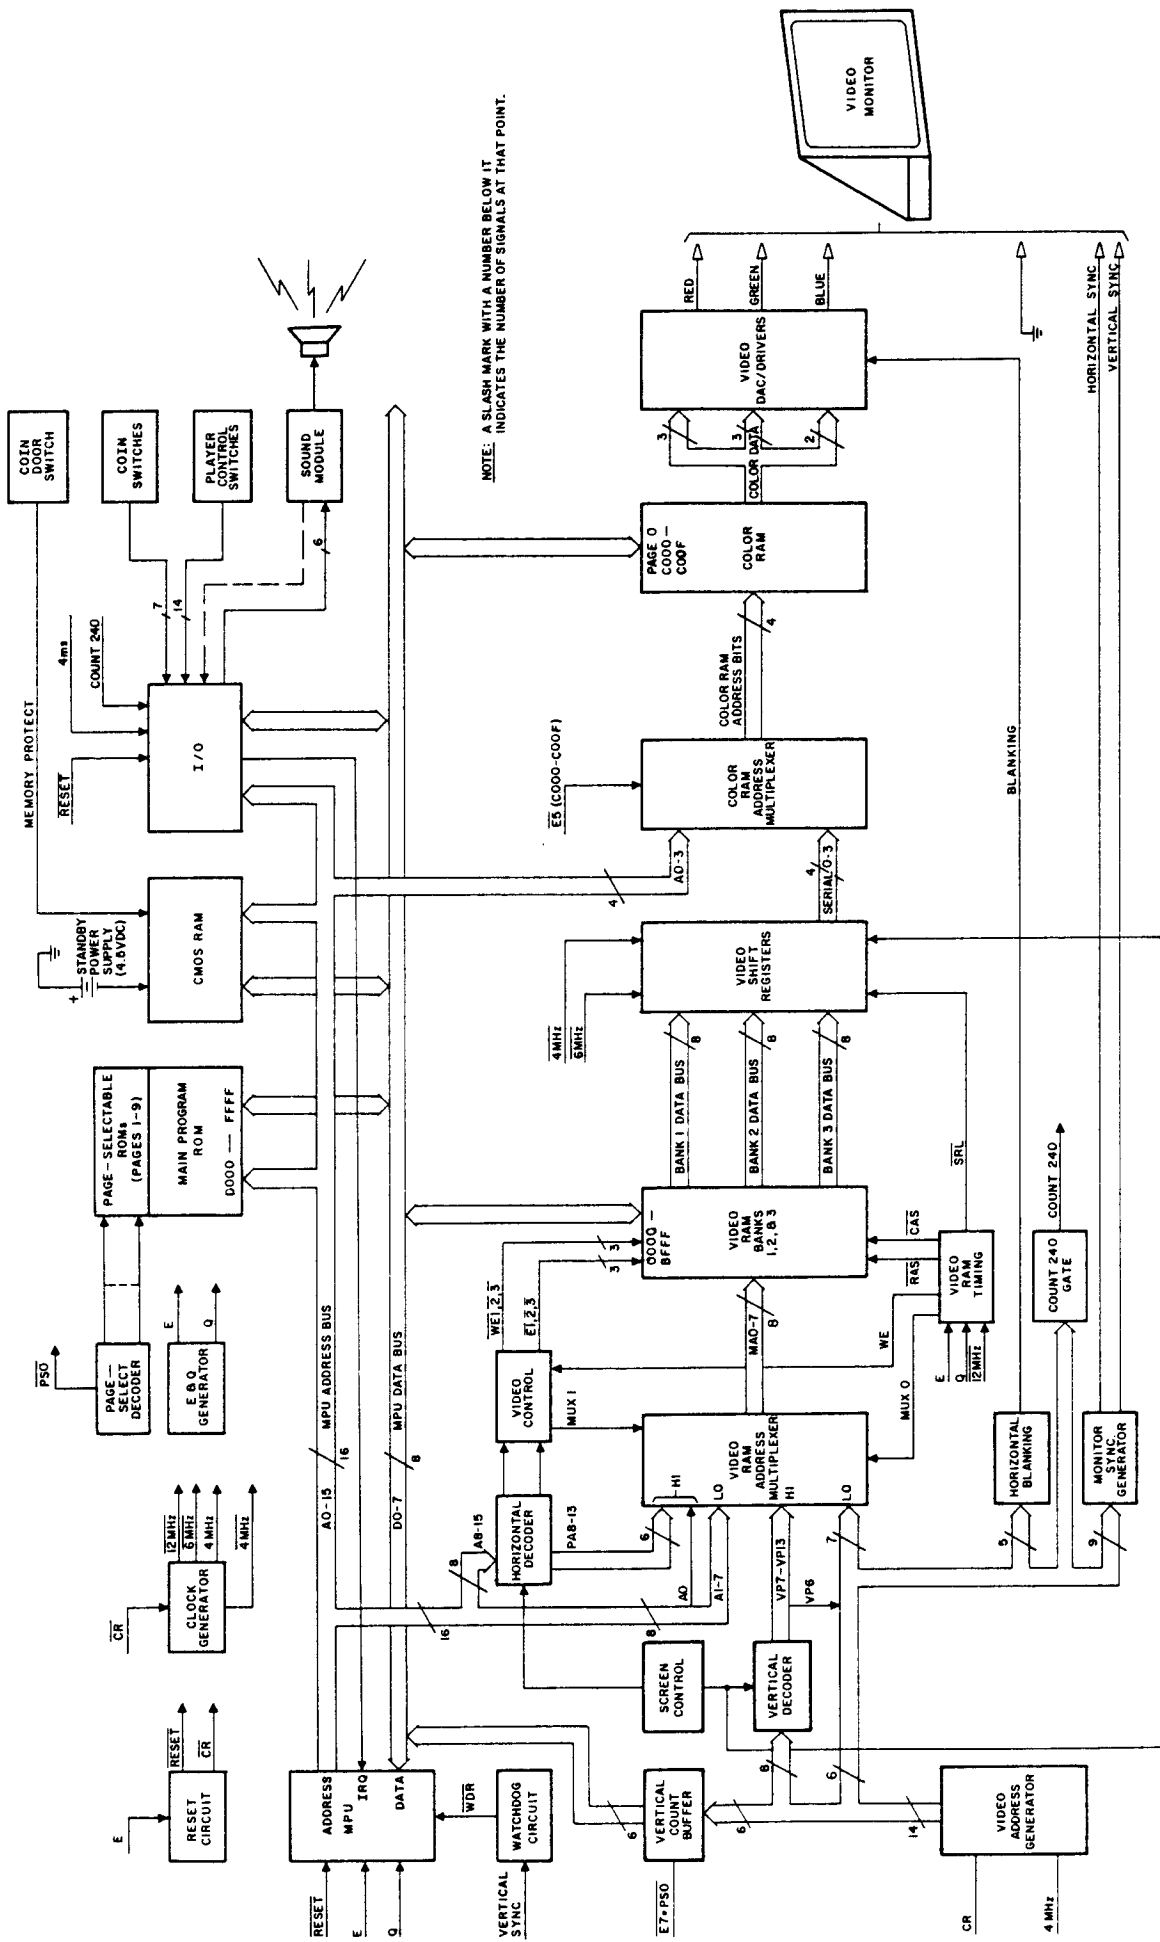 COIN
DOOR
SWITCH
COIN
SWITCHES
PLAYER
CONTROL
SWITCHES
SOUND
MODULE
6
7
14
4ms
COUNT 240
RESET
MEMORY PROTECT
I/O
STANDBY
POWER
SUPPLY
+
CMOS RAM
PAGE-SELECTABLE
ROMs
(PAGES 1-9)
MAIN PROGRAM
ROM
D000 — FFFF
PS0
PAGE-
SELECT
DECODER
E
Q
E & Q
GENERATOR
12MHz
6MHz
4MHz
4MHz
CR
CLOCK
GENERATOR
RESET
CR
E
RESET
CIRCUIT
A0-15
MPU ADDRESS BUS
16
D0-7
MPU DATA BUS
8
ADDRESS
MPU
IRQ
DATA
RESET
E
Q
WDR
WATCHDOG
CIRCUIT
VERTICAL
SYNC
NOTE: A SLASH MARK WITH A NUMBER BELOW IT
INDICATES THE NUMBER OF SIGNALS AT THAT POINT.
16
8
A8-15
HORIZONTAL
DECODER
PA8-13
6
8
A0
A1-7
VIDEO
CONTROL
WE1,2,3
E1,2,3
MUX 1
3
3
SCREEN
CONTROL
VERTICAL
DECODER
VP7-VP13
VP6
VERTICAL
COUNT
BUFFER
6
6
8
E7•PS0
VIDEO
ADDRESS
GENERATOR
14
6
CR
4MHz
HI
LO
VIDEO
RAM
ADDRESS
MULTIPLEXER
HI
LO
7
MA0-7
8
0000-
BFFF
VIDEO
RAM
BANKS
1,2, & 3
BANK 1 DATA BUS
8
BANK 2 DATA BUS
8
BANK 3 DATA BUS
8
4MHz
6MHz
VIDEO
SHIFT
REGISTERS
4
A0-3
4
SERIAL 0-3
E5 (C000-C00F)
COLOR
RAM
ADDRESS
MULTIPLEXER
COLOR RAM
ADDRESS BITS
4
PAGE 0
C000-
C00F
COLOR
RAM
3
3
COLOR DATA
2
VIDEO
DAC/DRIVERS
RED
GREEN
BLUE
VIDEO
MONITOR
WE
MUX 0
RAS
CAS
SRL
VIDEO
RAM
TIMING
E
Q
12MHz
COUNT 240
GATE
COUNT 240
HORIZONTAL
BLANKING
5
BLANKING
MONITOR
SYNC.
GENERATOR
9
HORIZONTAL SYNC
VERTICAL SYNC